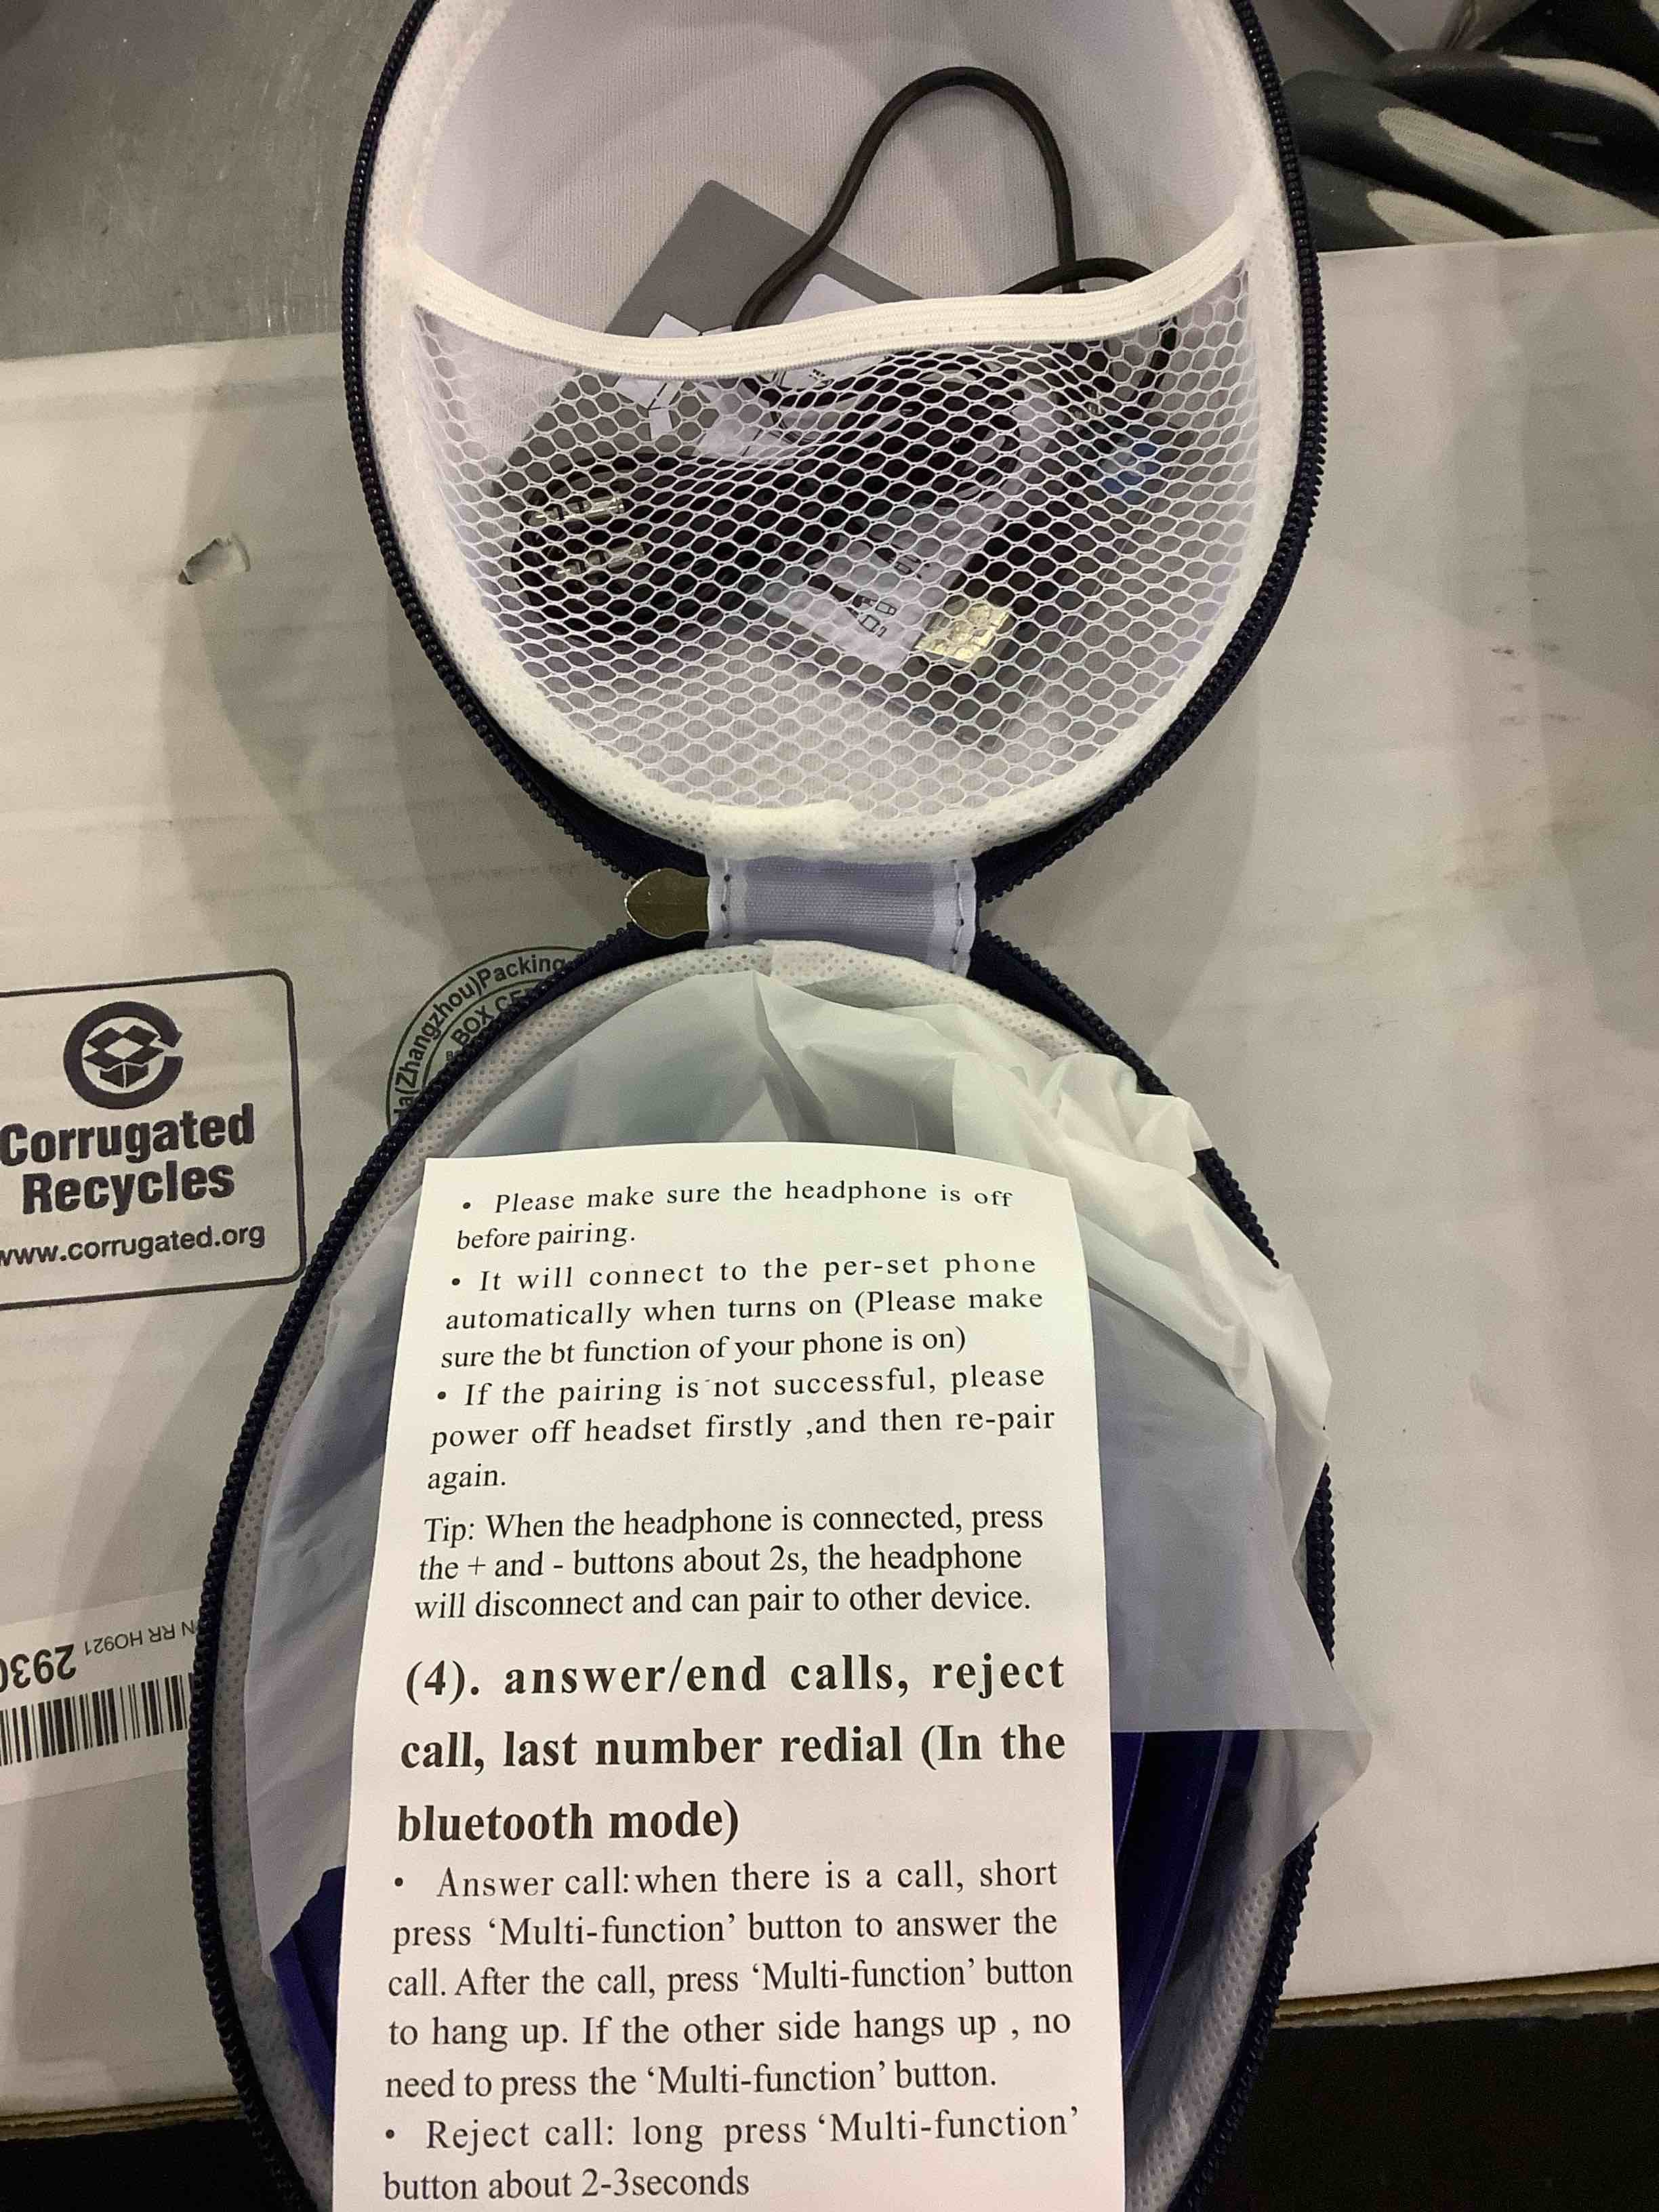 da(Zhangzhou)Packing
BOX CER
Corrugated
Recycles
www.corrugated.org
N RR HO921
2930
• Please make sure the headphone is off
before pairing.
• It will connect to the per-set phone
automatically when turns on (Please make
sure the bt function of your phone is on)
• If the pairing is not successful, please
power off headset firstly ,and then re-pair
again.
Tip: When the headphone is connected, press
the + and - buttons about 2s, the headphone
will disconnect and can pair to other device.
(4). answer/end calls, reject
call, last number redial (In the
bluetooth mode)
• Answer call:when there is a call, short
press ‘Multi-function’ button to answer the
call. After the call, press ‘Multi-function’ button
to hang up. If the other side hangs up , no
need to press the ‘Multi-function’ button.
• Reject call: long press ‘Multi-function’
button about 2-3seconds